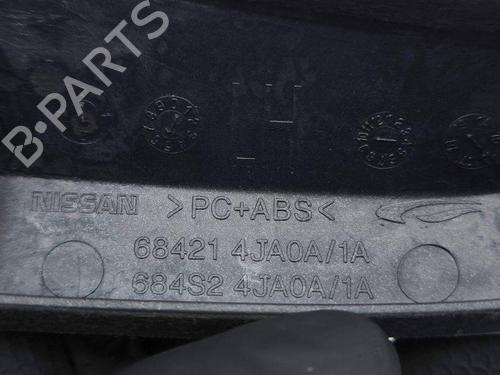 B-PARTS
NISSAN >PC+ABS<
68421 4JA0A/1A
684S2 4JA0A/1A